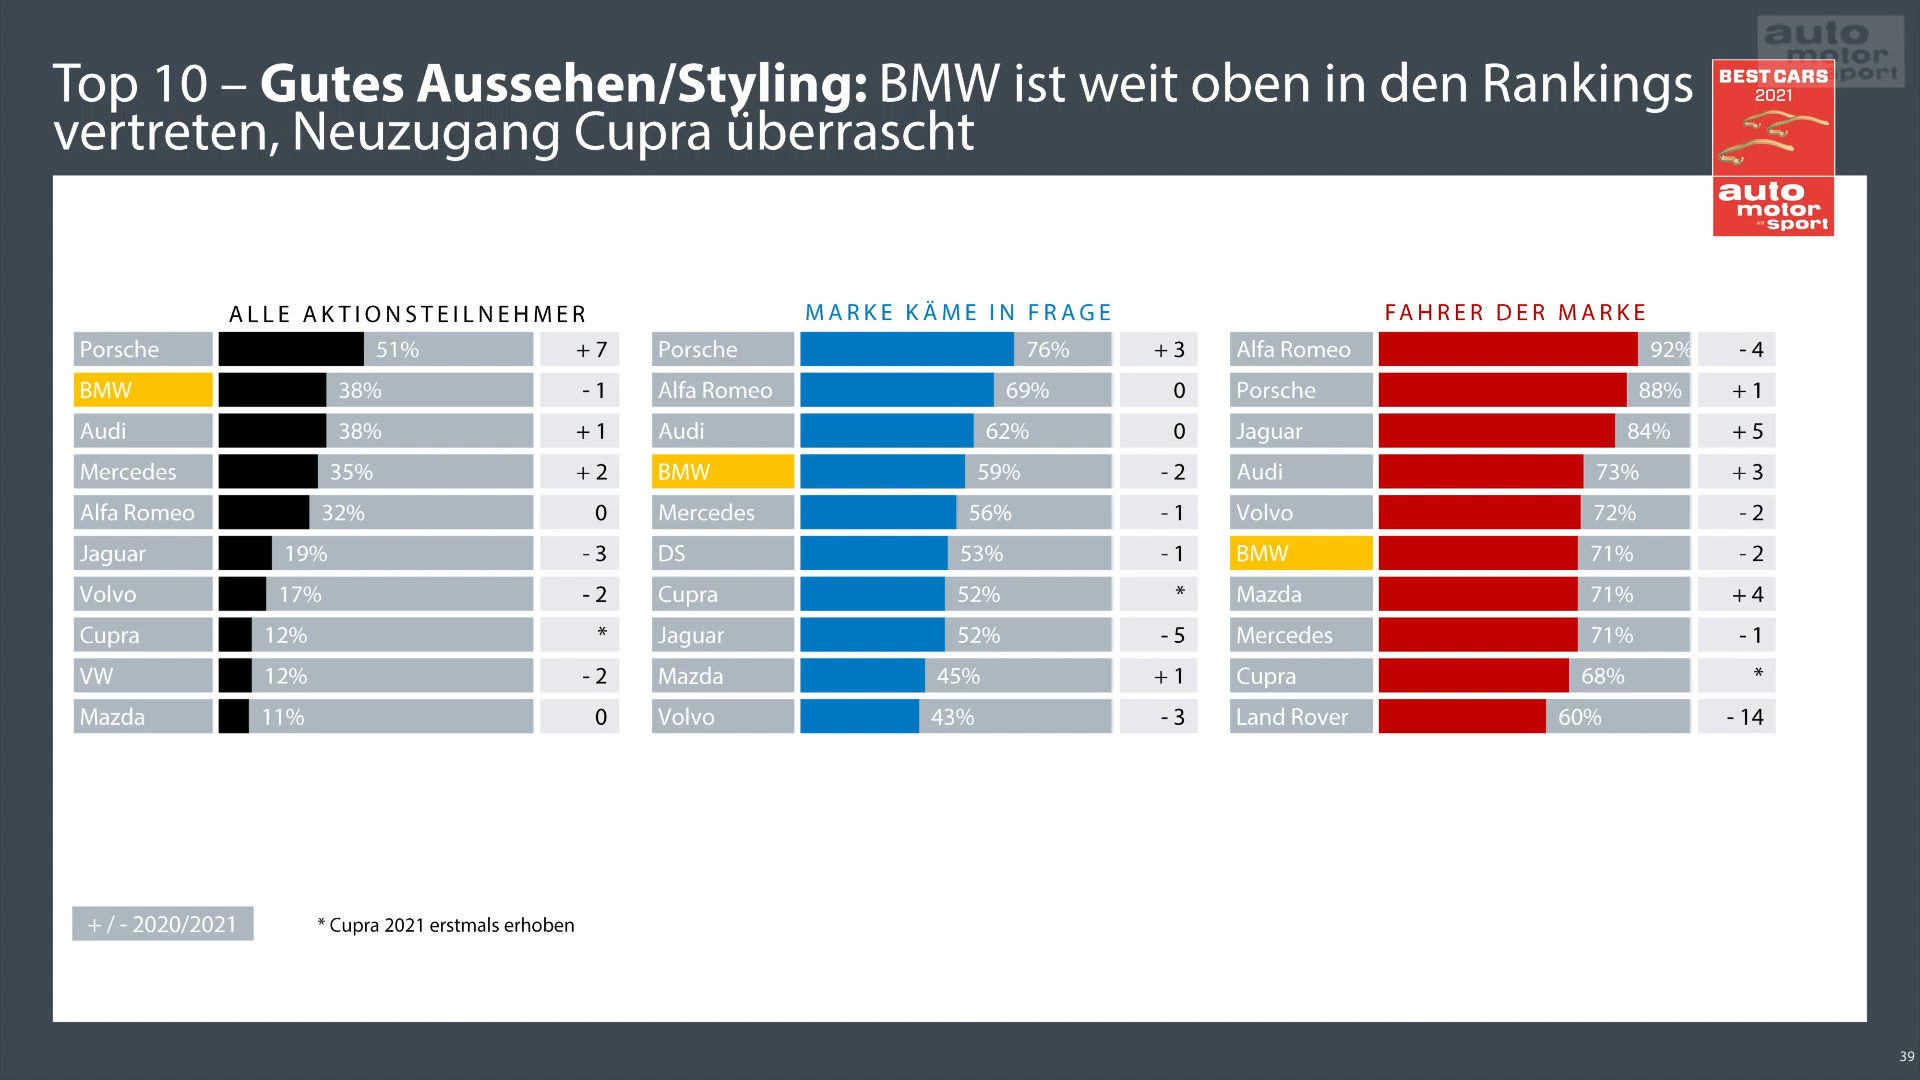 auto
motor
sport
Top 10 – Gutes Aussehen/Styling: BMW ist weit oben in den Rankings
vertreten, Neuzugang Cupra überrascht
BEST CARS
2021
auto
motor
und sport
ALLE AKTIONSTEILNEHMER
Porsche 51% + 7
BMW 38% - 1
Audi 38% + 1
Mercedes 35% + 2
Alfa Romeo 32% 0
Jaguar 19% - 3
Volvo 17% - 2
Cupra 12% *
VW 12% - 2
Mazda 11% 0
MARKE KÄME IN FRAGE
Porsche 76% + 3
Alfa Romeo 69% 0
Audi 62% 0
BMW 59% - 2
Mercedes 56% - 1
DS 53% - 1
Cupra 52% *
Jaguar 52% - 5
Mazda 45% + 1
Volvo 43% - 3
FAHRER DER MARKE
Alfa Romeo 92% - 4
Porsche 88% + 1
Jaguar 84% + 5
Audi 73% + 3
Volvo 72% - 2
BMW 71% - 2
Mazda 71% + 4
Mercedes 71% - 1
Cupra 68% *
Land Rover 60% - 14
+ / - 2020/2021
* Cupra 2021 erstmals erhoben
39